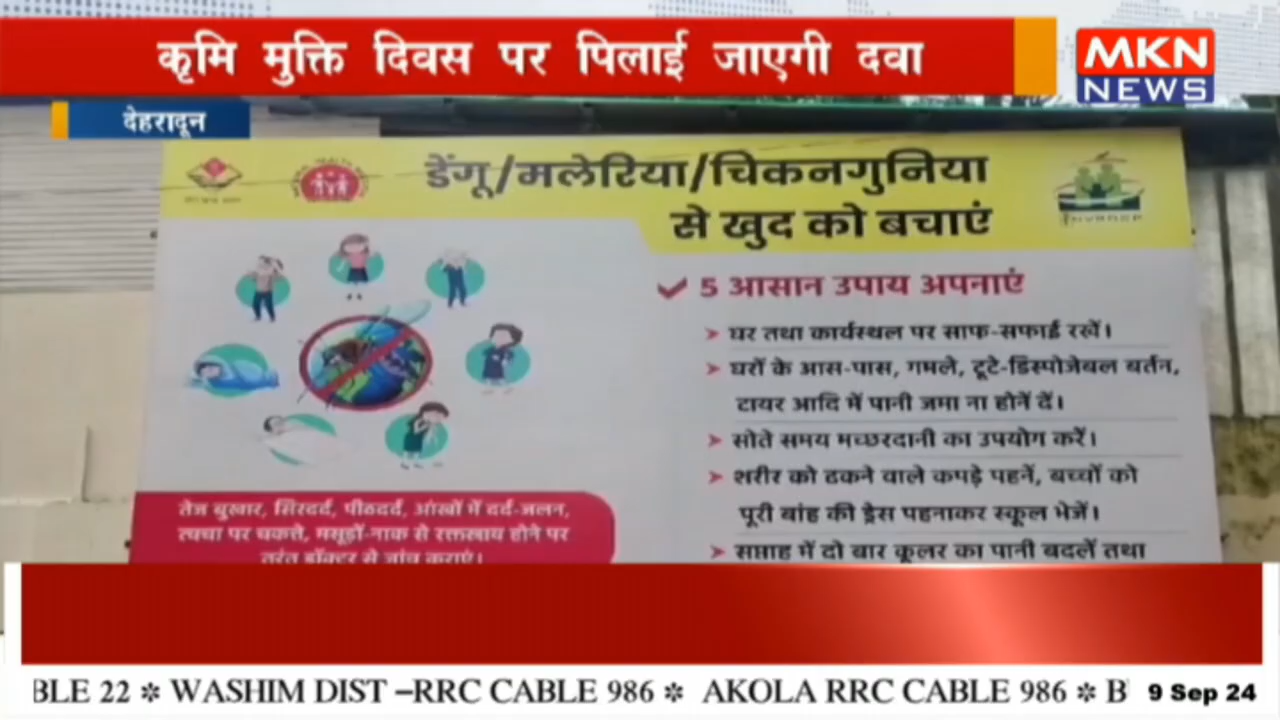 कृमि मुक्ति दिवस पर पिलाई जाएगी दवा
MKN
NEWS
देहरादून
डेंगू/मलेरिया/चिकनगुनिया
से खुद को बचाएं
5 आसान उपाय अपनाएं
घर तथा कार्यस्थल पर साफ-सफाई रखें।
घरों के आस-पास, गमले, टूटे-डिस्पोजेबल बर्तन,
टायर आदि में पानी जमा ना होनें दें।
सोते समय मच्छरदानी का उपयोग करें।
शरीर को ढकने वाले कपड़े पहनें, बच्चों को
पूरी बांह की ड्रैस पहनाकर स्कूल भेजें।
सप्ताह में दो बार कूलर का पानी बदलें तथा
तेज बुखार, सिरदर्द, पीठदर्द, आंखों में दर्द-जलन,
त्वचा पर चकत्ते, मसूड़ों-नाक से रक्तस्राव होने पर
तुरंत डॉक्टर से जांच कराएं।
BLE 22 ✼ WASHIM DIST –RRC CABLE 986 ✼ AKOLA RRC CABLE 986 ✼ B
9 Sep 24